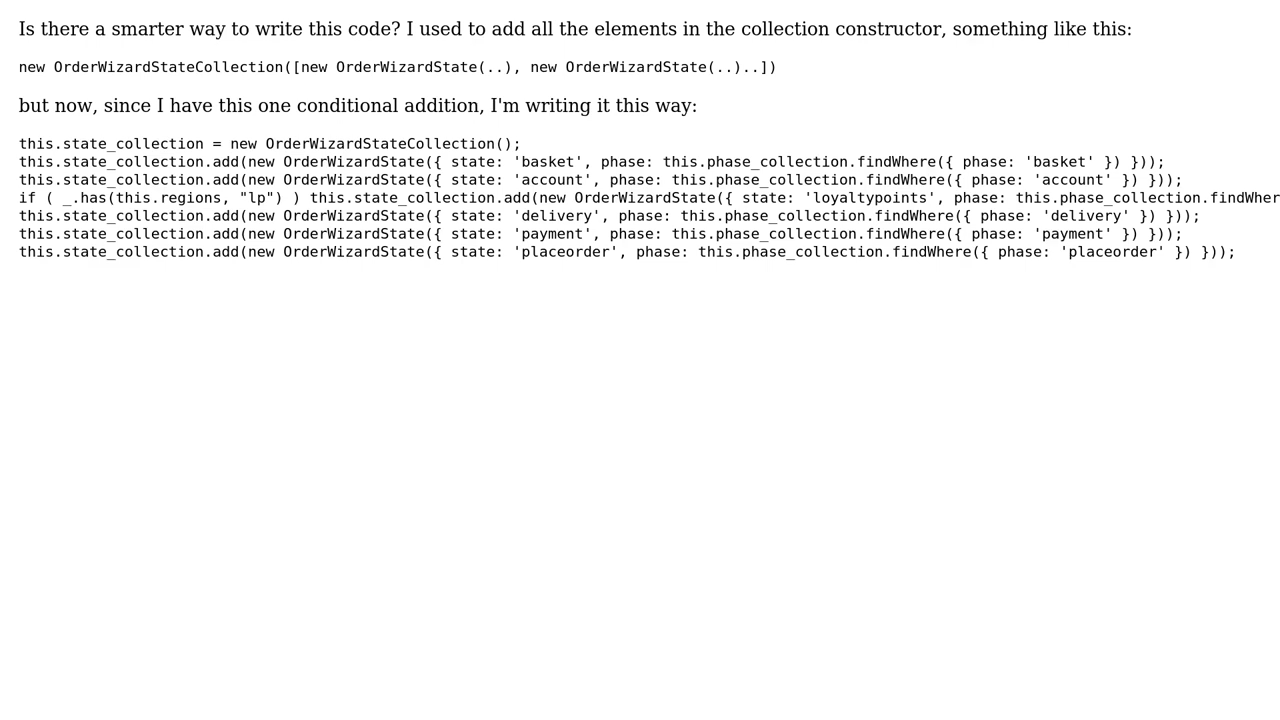 Is there a smarter way to write this code? I used to add all the elements in the collection constructor, something like this:
new OrderWizardStateCollection([new OrderWizardState(..), new OrderWizardState(..)..])
but now, since I have this one conditional addition, I'm writing it this way:
this.state_collection = new OrderWizardStateCollection();
this.state_collection.add(new OrderWizardState({ state: 'basket', phase: this.phase_collection.findWhere({ phase: 'basket' }) }));
this.state_collection.add(new OrderWizardState({ state: 'account', phase: this.phase_collection.findWhere({ phase: 'account' }) }));
if ( _.has(this.regions, "lp") ) this.state_collection.add(new OrderWizardState({ state: 'loyaltypoints', phase: this.phase_collection.findWher
this.state_collection.add(new OrderWizardState({ state: 'delivery', phase: this.phase_collection.findWhere({ phase: 'delivery' }) }));
this.state_collection.add(new OrderWizardState({ state: 'payment', phase: this.phase_collection.findWhere({ phase: 'payment' }) }));
this.state_collection.add(new OrderWizardState({ state: 'placeorder', phase: this.phase_collection.findWhere({ phase: 'placeorder' }) }));